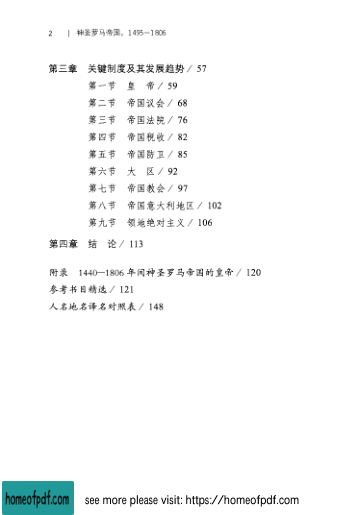 2 | 神圣罗马帝国，1495—1806
第三章 关键制度及其发展趋势 / 57
第一节 皇 帝 / 59
第二节 帝国议会 / 68
第三节 帝国法院 / 76
第四节 帝国税收 / 82
第五节 帝国防卫 / 85
第六节 大 区 / 92
第七节 帝国教会 / 97
第八节 帝国意大利地区 / 102
第九节 领地绝对主义 / 106
第四章 结 论 / 113
附录 1440—1806 年间神圣罗马帝国的皇帝 / 120
参考书目精选 / 121
人名地名译名对照表 / 148
homeofpdf.com see more please visit: https://homeofpdf.com